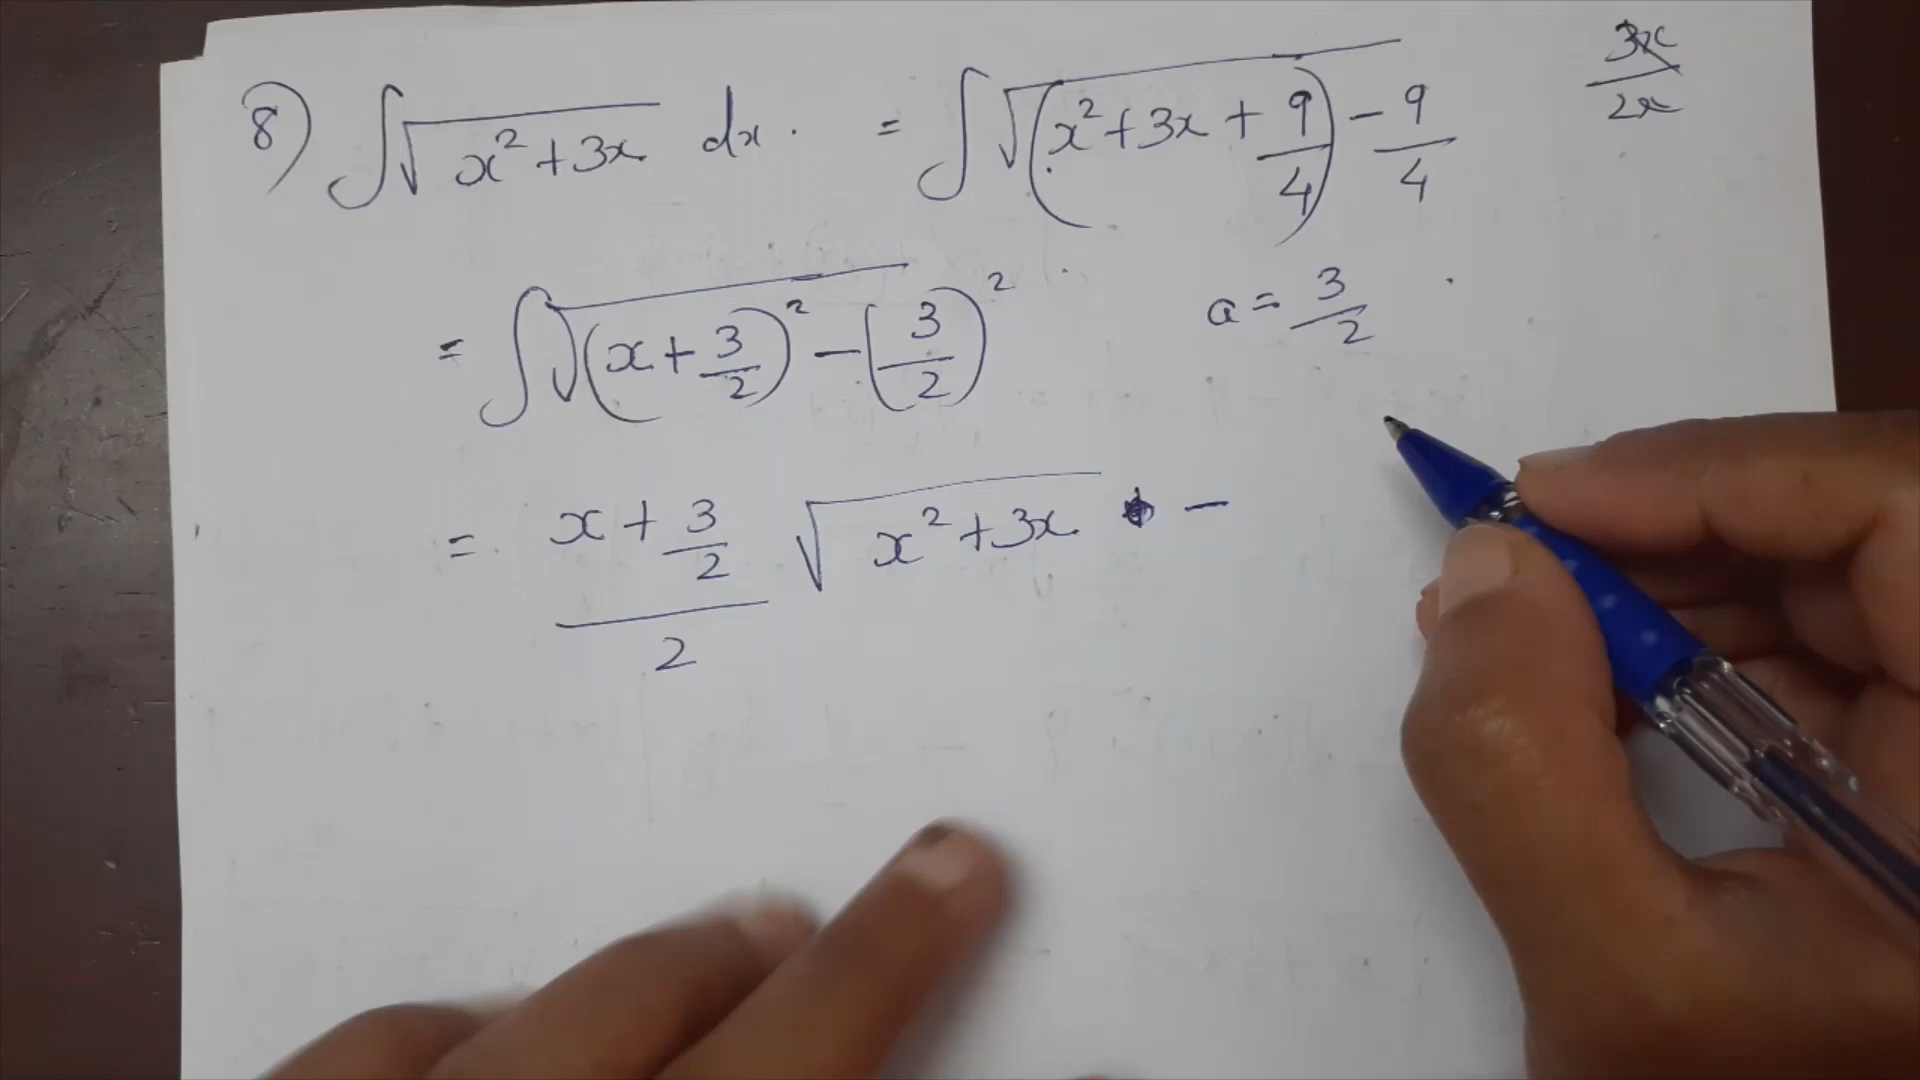 8) ∫√(x² + 3x) dx. = ∫√((x² + 3x + 9/4) - 9/4)
3x/2x
= ∫√((x + 3/2)² - (3/2)²) a = 3/2
= (x + 3/2)/2 √(x² + 3x) -